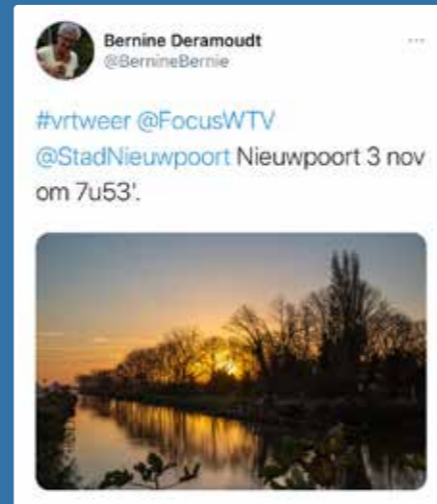 Bernine Deramoudt
@BernineBernie
#vrtweer @FocusWTV
@StadNieuwpoort Nieuwpoort 3 nov
om 7u53'.